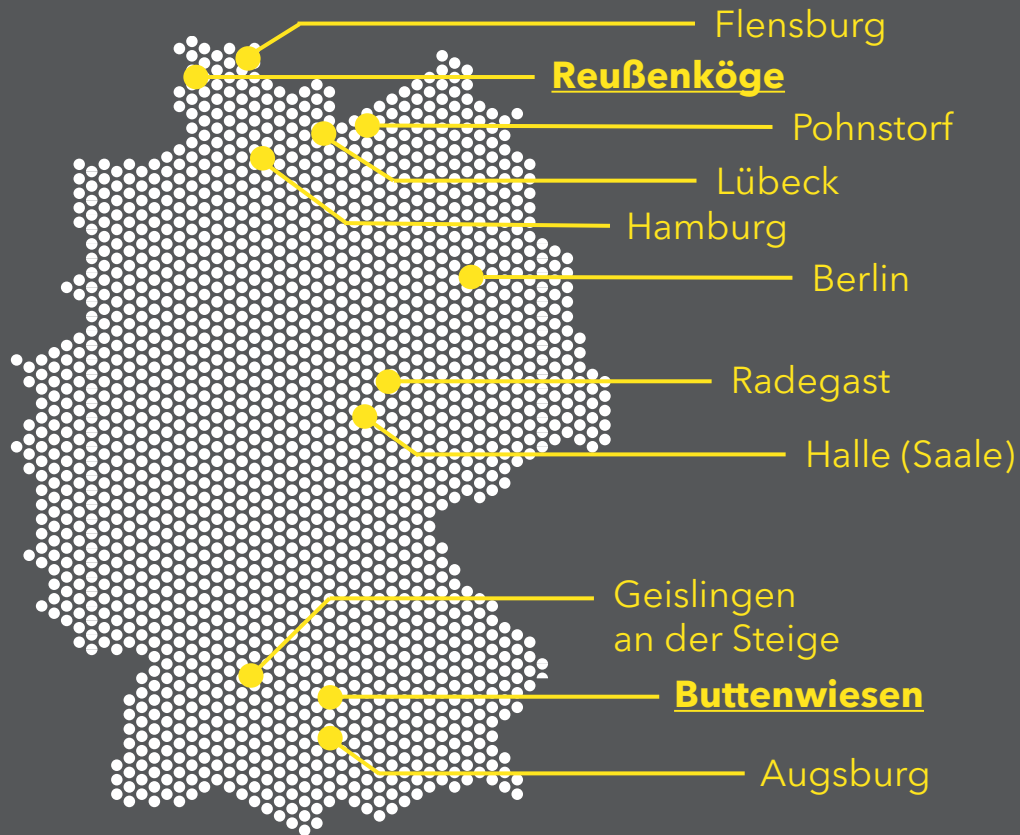 Flensburg
Reußenköge
Pohnstorf
Lübeck
Hamburg
Berlin
Radegast
Halle (Saale)
Geislingen
an der Steige
Buttenwiesen
Augsburg